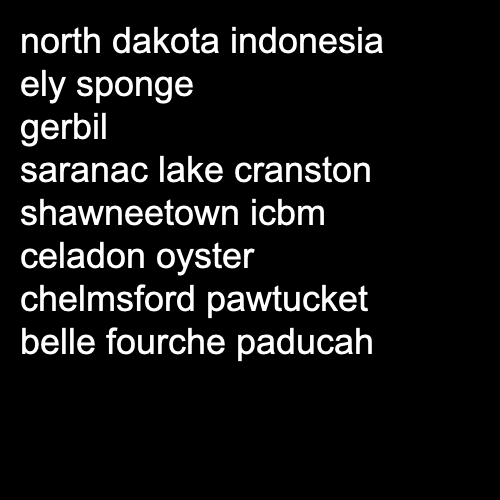 north dakota indonesia
ely sponge
gerbil
saranac lake cranston
shawneetown icbm
celadon oyster
chelmsford pawtucket
belle fourche paducah